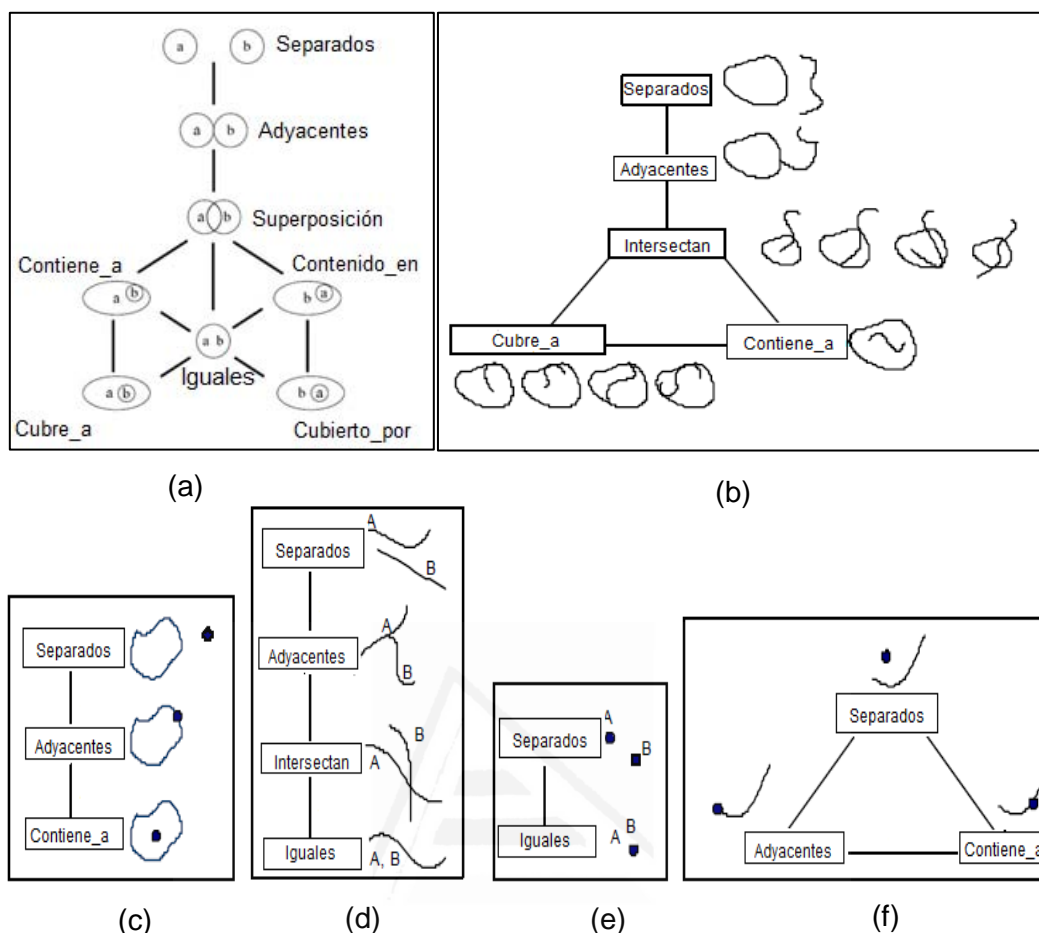 a b Separados
a b Adyacentes
a b Superposición
Contiene_a Contenido_en
a b b a
a b
Iguales
a b b a
Cubre_a Cubierto_por
(a)
Separados
Adyacentes
Intersectan
Cubre_a Contiene_a
(b)
Separados
Adyacentes
Contiene_a
(c)
A
Separados
B
A
Adyacentes
B
B
Intersectan A
Iguales
A, B
(d)
A
Separados
B
B
A
Iguales
(e)
Separados
Adyacentes Contiene_a
(f)